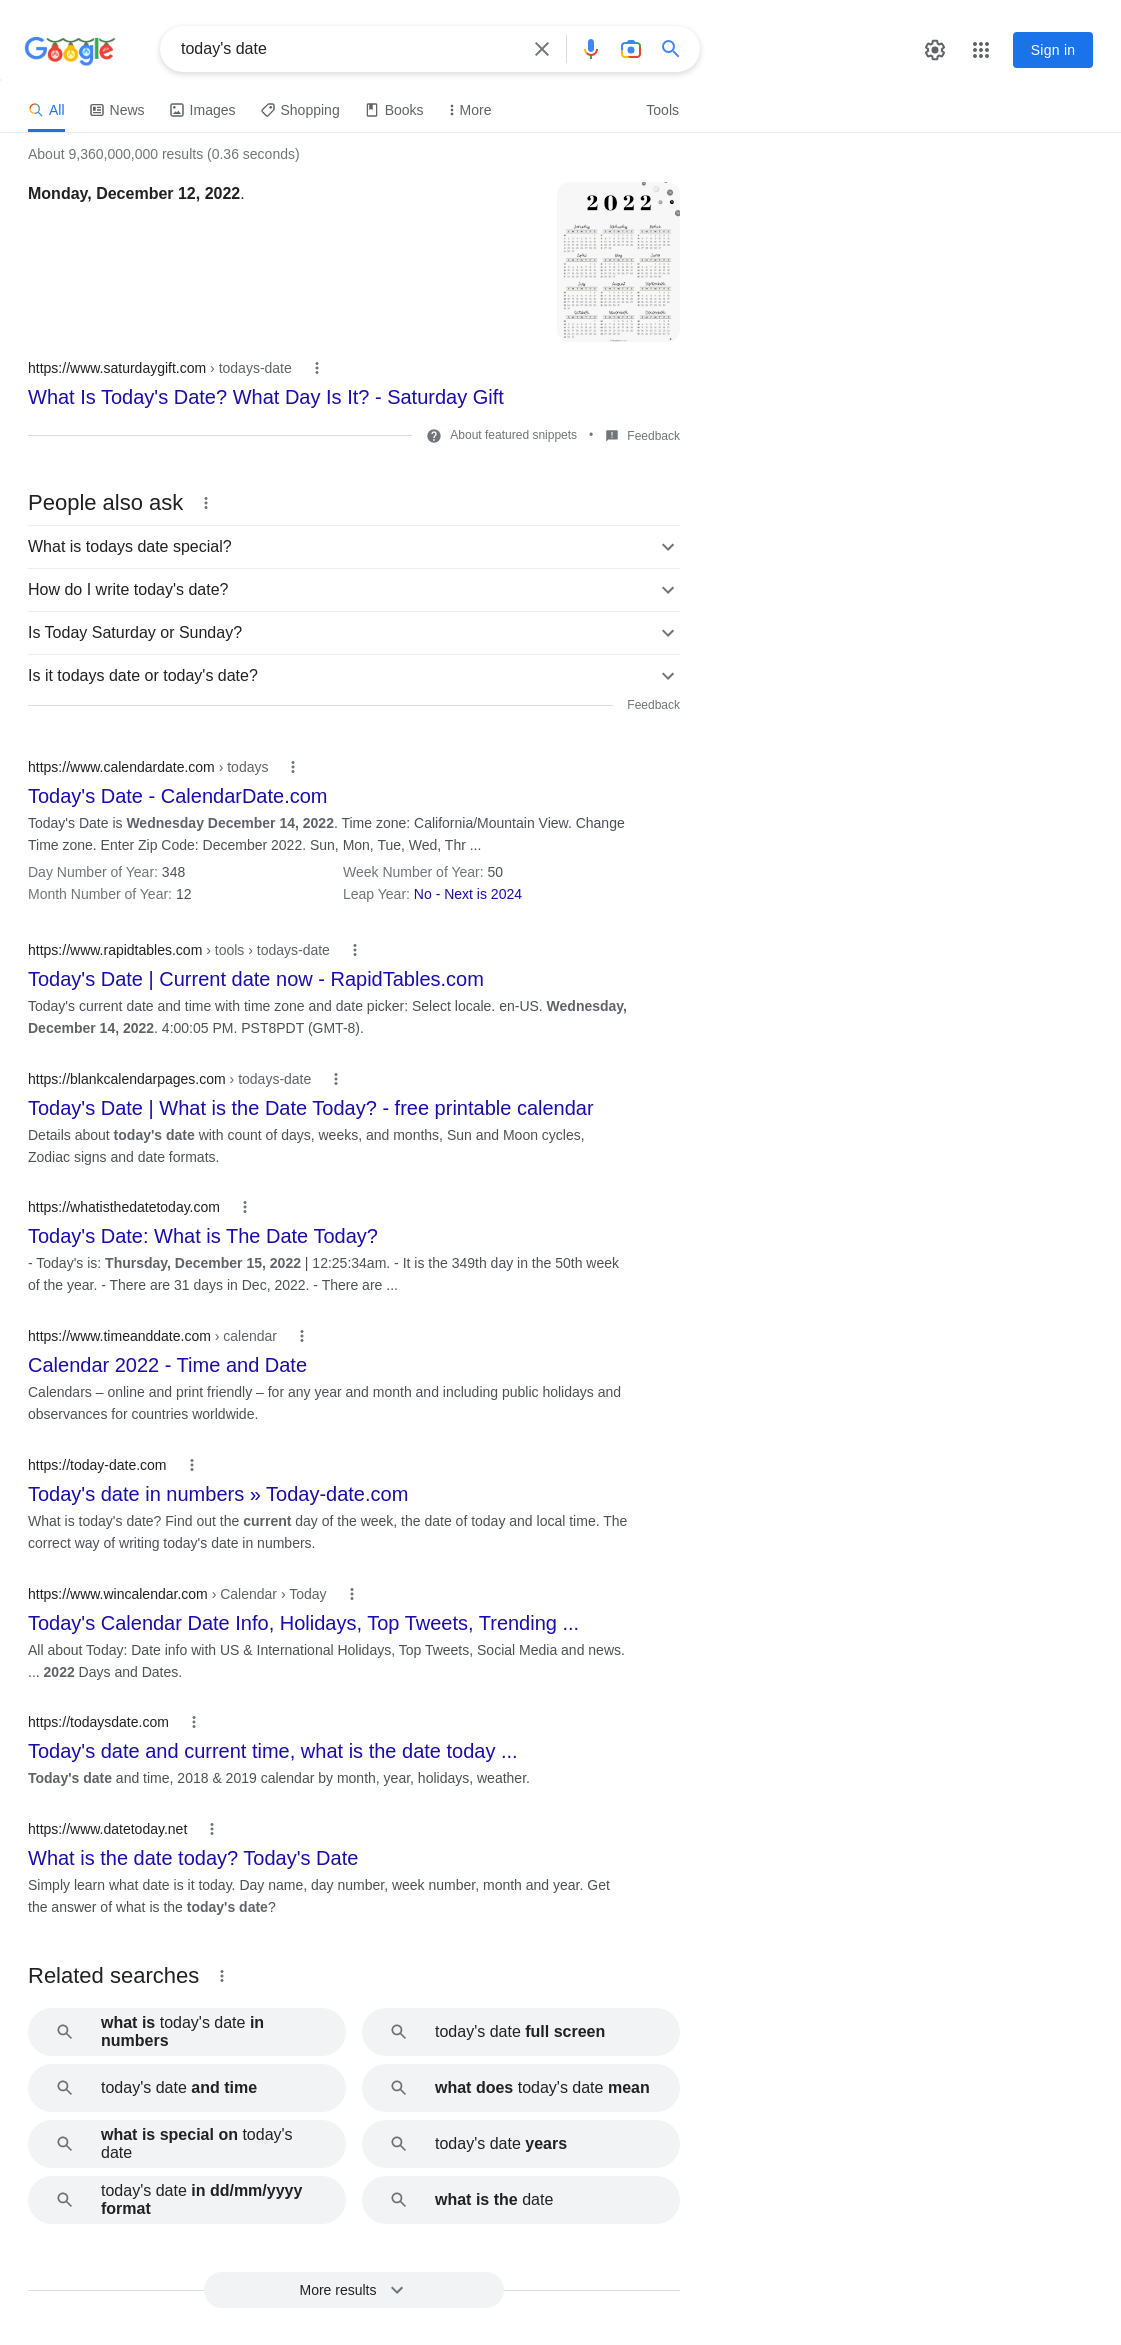 Google
today's date
Sign in
All
News
Images
Shopping
Books
More
Tools
About 9,360,000,000 results (0.36 seconds)
Monday, December 12, 2022.
2022
https://www.saturdaygift.com › todays-date
What Is Today's Date? What Day Is It? - Saturday Gift
About featured snippets • Feedback
People also ask
What is todays date special?
How do I write today's date?
Is Today Saturday or Sunday?
Is it todays date or today's date?
Feedback
https://www.calendardate.com › todays
Today's Date - CalendarDate.com
Today's Date is Wednesday December 14, 2022. Time zone: California/Mountain View. Change
Time zone. Enter Zip Code: December 2022. Sun, Mon, Tue, Wed, Thr ...
Day Number of Year: 348
Week Number of Year: 50
Month Number of Year: 12
Leap Year: No - Next is 2024
https://www.rapidtables.com › tools › todays-date
Today's Date | Current date now - RapidTables.com
Today's current date and time with time zone and date picker: Select locale. en-US. Wednesday,
December 14, 2022. 4:00:05 PM. PST8PDT (GMT-8).
https://blankcalendarpages.com › todays-date
Today's Date | What is the Date Today? - free printable calendar
Details about today's date with count of days, weeks, and months, Sun and Moon cycles,
Zodiac signs and date formats.
https://whatisthedatetoday.com
Today's Date: What is The Date Today?
- Today's is: Thursday, December 15, 2022 | 12:25:34am. - It is the 349th day in the 50th week
of the year. - There are 31 days in Dec, 2022. - There are ...
https://www.timeanddate.com › calendar
Calendar 2022 - Time and Date
Calendars – online and print friendly – for any year and month and including public holidays and
observances for countries worldwide.
https://today-date.com
Today's date in numbers » Today-date.com
What is today's date? Find out the current day of the week, the date of today and local time. The
correct way of writing today's date in numbers.
https://www.wincalendar.com › Calendar › Today
Today's Calendar Date Info, Holidays, Top Tweets, Trending ...
All about Today: Date info with US & International Holidays, Top Tweets, Social Media and news.
... 2022 Days and Dates.
https://todaysdate.com
Today's date and current time, what is the date today ...
Today's date and time, 2018 & 2019 calendar by month, year, holidays, weather.
https://www.datetoday.net
What is the date today? Today's Date
Simply learn what date is it today. Day name, day number, week number, month and year. Get
the answer of what is the today's date?
Related searches
what is today's date in
numbers
today's date full screen
today's date and time
what does today's date mean
what is special on today's
date
today's date years
today's date in dd/mm/yyyy
format
what is the date
More results